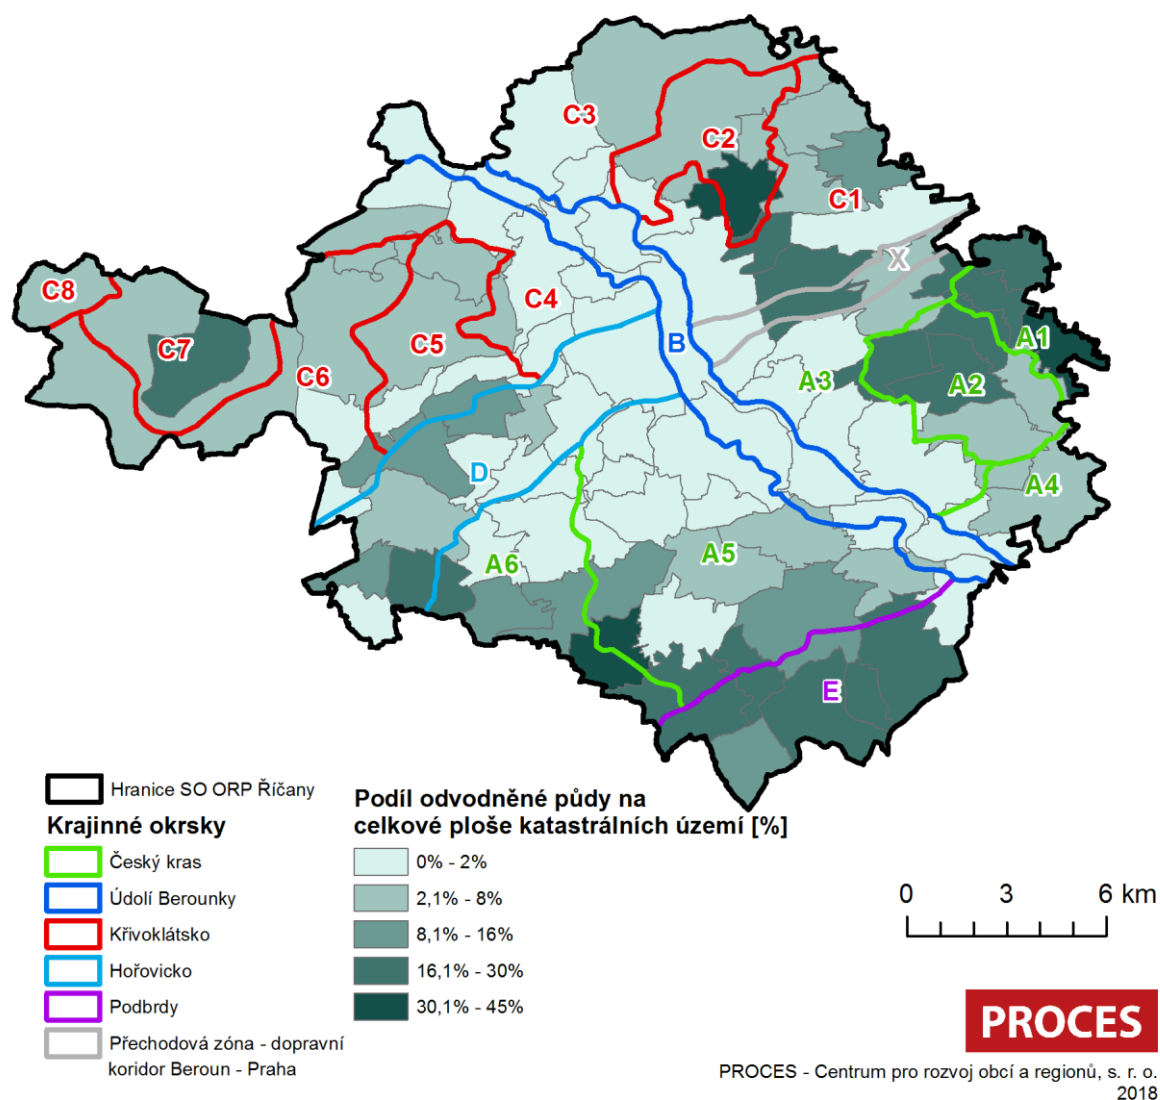 C3
C2
C1
X
C8
C4
A1
C7
C5
B
C6
A3
A2
D
A4
A6
A5
E
Hranice SO ORP Říčany
Krajinné okrsky
Český kras
Údolí Berounky
Křivoklátsko
Hořovicko
Podbrdy
Přechodová zóna - dopravní
koridor Beroun - Praha
Podíl odvodněné půdy na
celkové ploše katastrálních území [%]
0% - 2%
2,1% - 8%
8,1% - 16%
16,1% - 30%
30,1% - 45%
0 3 6 km
PROCES
PROCES - Centrum pro rozvoj obcí a regionů, s. r. o.
2018